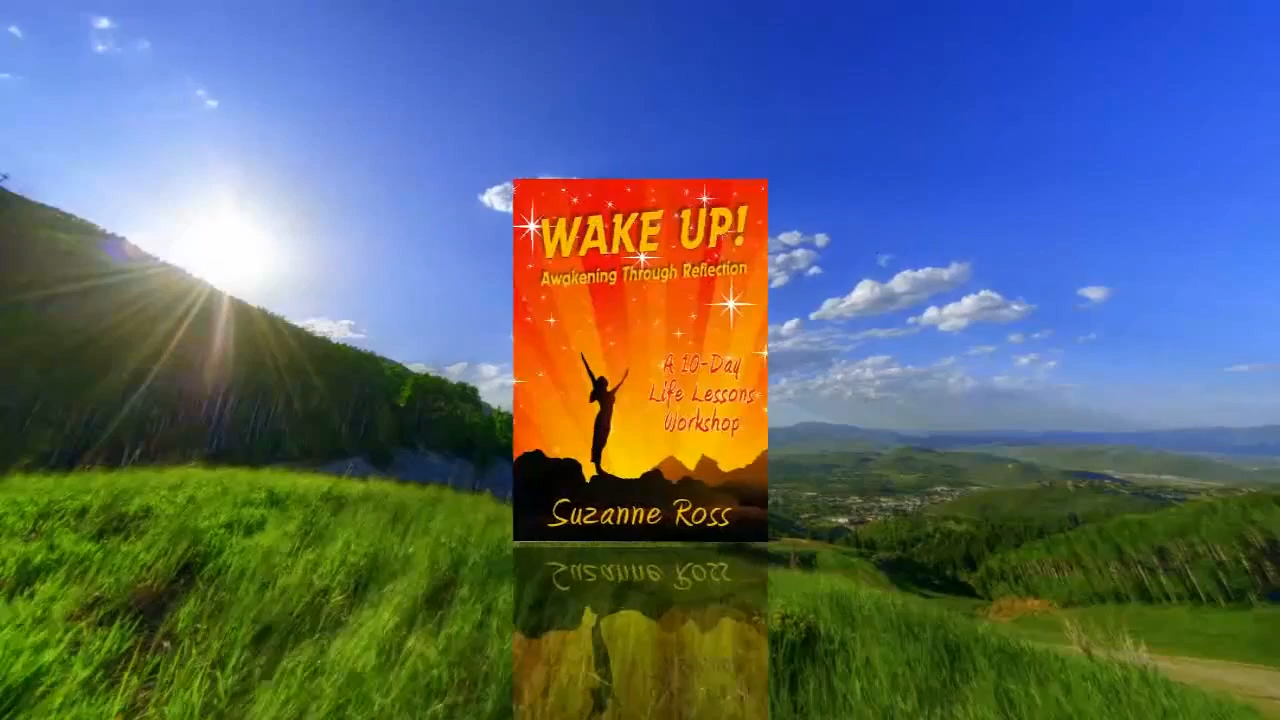 WAKE UP!
Awakening Through Reflection
A 10-Day
Life Lessons
Workshop
Suzanne Ross